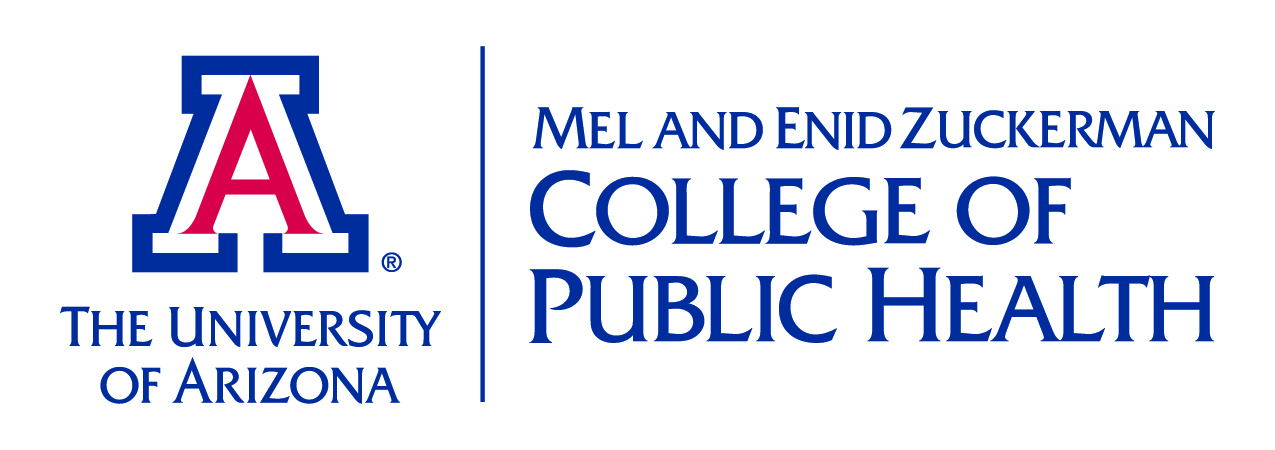 A
®
THE UNIVERSITY
OF ARIZONA
MEL AND ENID ZUCKERMAN
COLLEGE OF
PUBLIC HEALTH